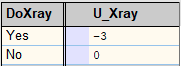 DoXray U_Xray
Yes -3
No 0